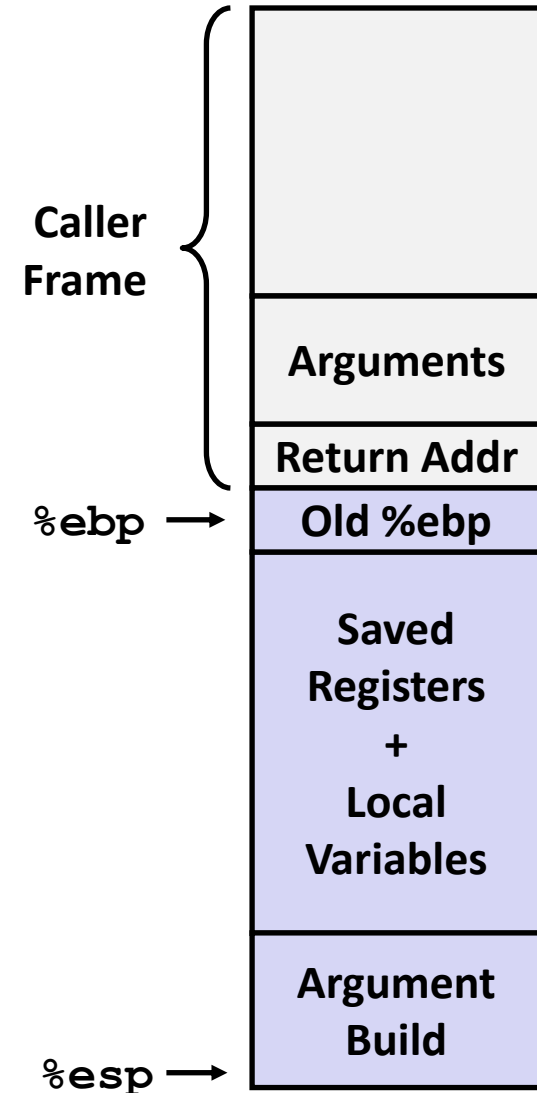 Caller
Frame
Arguments
Return Addr
%ebp
Old %ebp
Saved
Registers
+
Local
Variables
Argument
Build
%esp